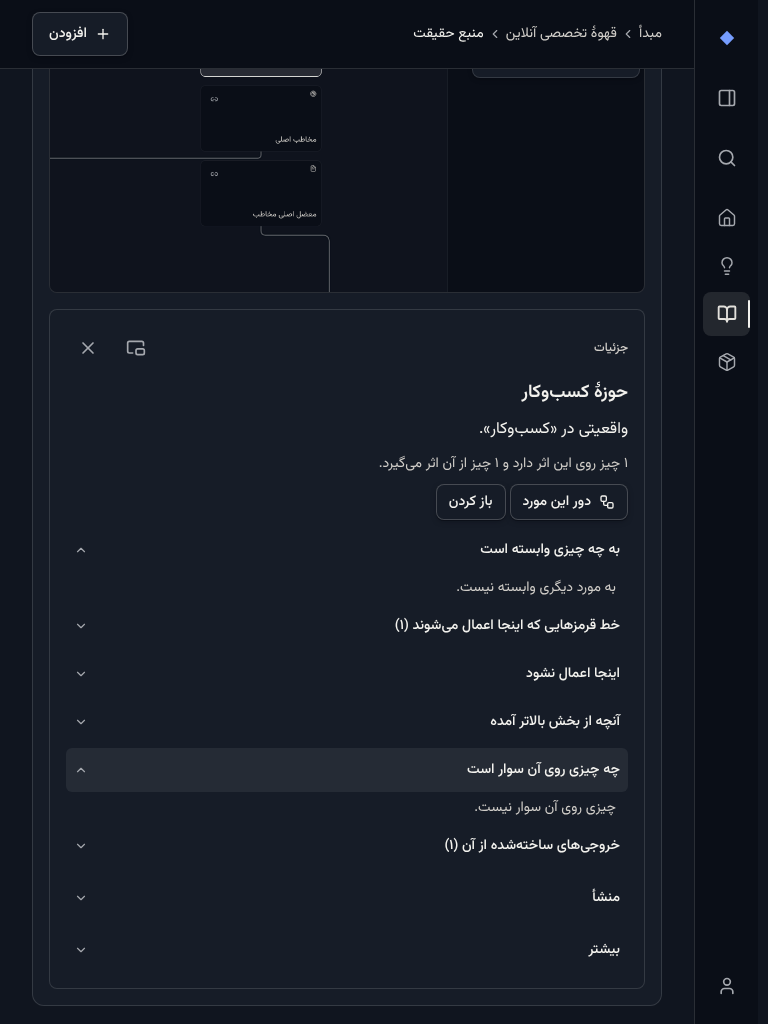 مبدأ › قهوهٔ تخصصی آنلاین › منبع حقیقت
افزودن
مخاطب اصلی
معضل اصلی مخاطب
جزئیات
حوزهٔ کسب‌وکار
واقعیتی در «کسب‌وکار».
۱ چیز روی این اثر دارد و ۱ چیز از آن اثر می‌گیرد.
دور این مورد
باز کردن
به چه چیزی وابسته است
به مورد دیگری وابسته نیست.
خط قرمزهایی که اینجا اعمال می‌شوند (۱)
اینجا اعمال نشود
آنچه از بخش بالاتر آمده
چه چیزی روی آن سوار است
چیزی روی آن سوار نیست.
خروجی‌های ساخته‌شده از آن (۱)
منشأ
بیشتر